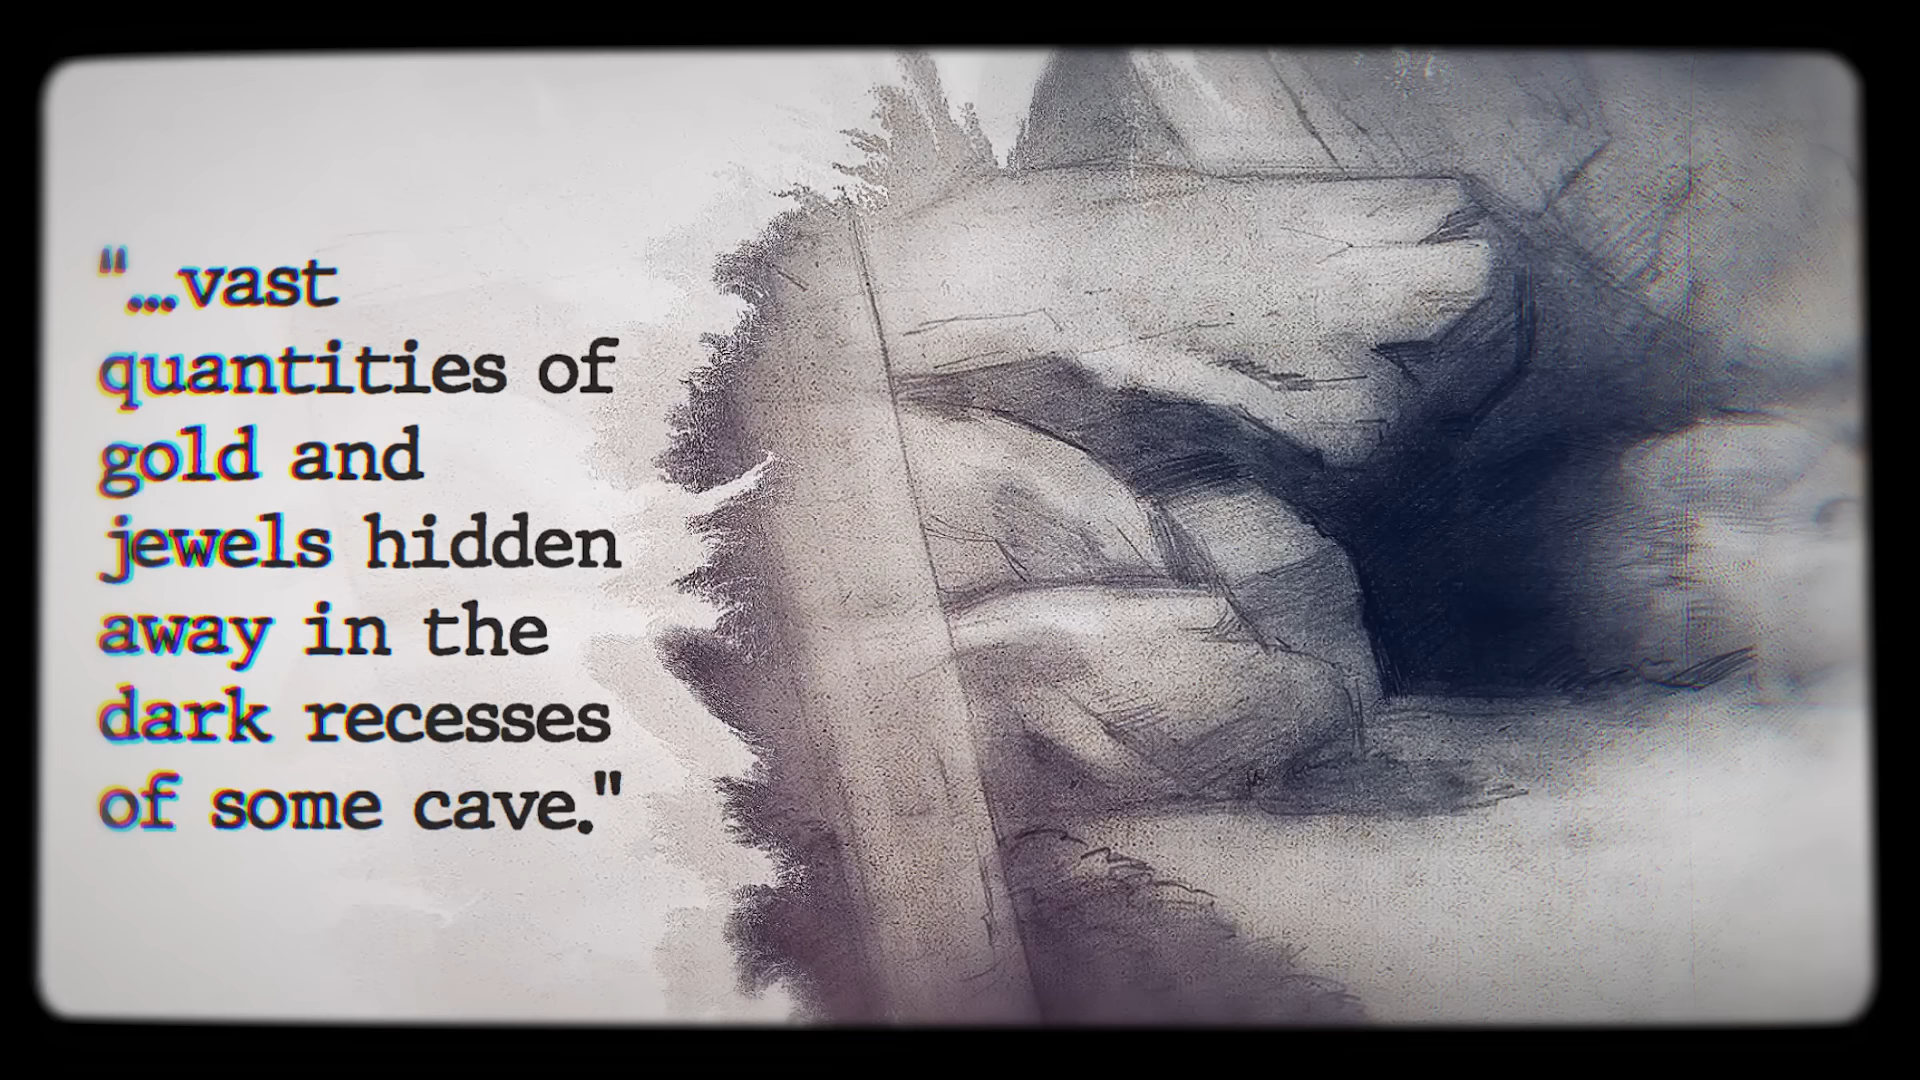 "…vast
quantities of
gold and
jewels hidden
away in the
dark recesses
of some cave."